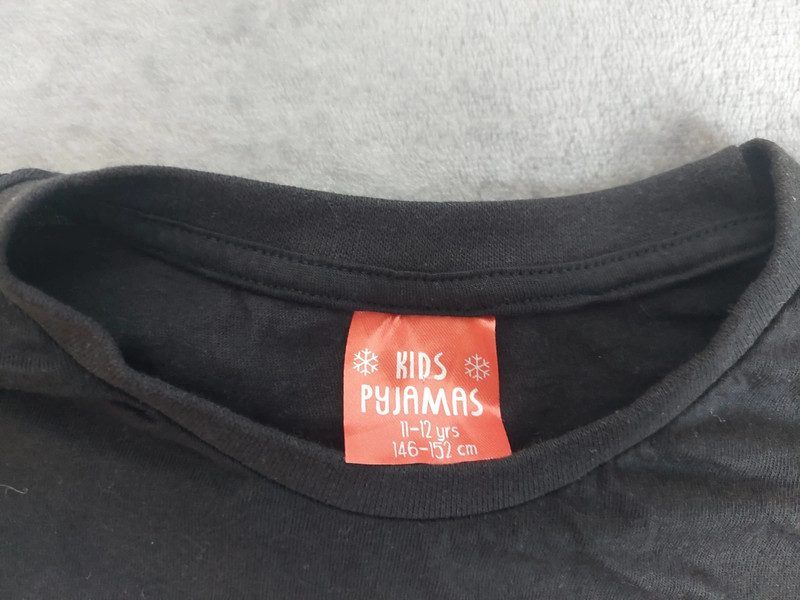 KIDS
PYJAMAS
11-12 yrs
146-152 cm